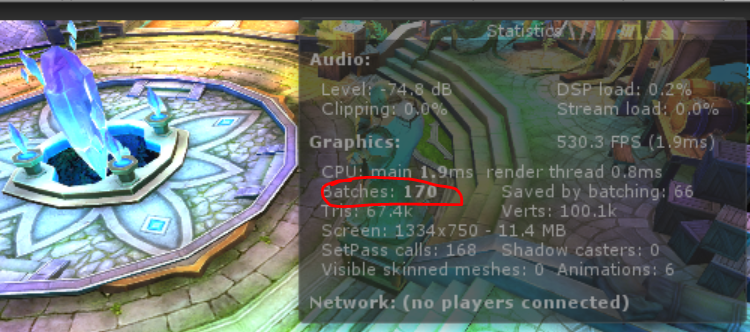 Statistics
Audio:
Level: -74.8 dB DSP load: 0.2%
Clipping: 0.0% Stream load: 0.0%
Graphics: 530.3 FPS (1.9ms)
CPU: main 1.9ms render thread 0.8ms
Batches: 170 Saved by batching: 66
Tris: 67.4k Verts: 100.1k
Screen: 1334x750 - 11.4 MB
SetPass calls: 168 Shadow casters: 0
Visible skinned meshes: 0 Animations: 6
Network: (no players connected)